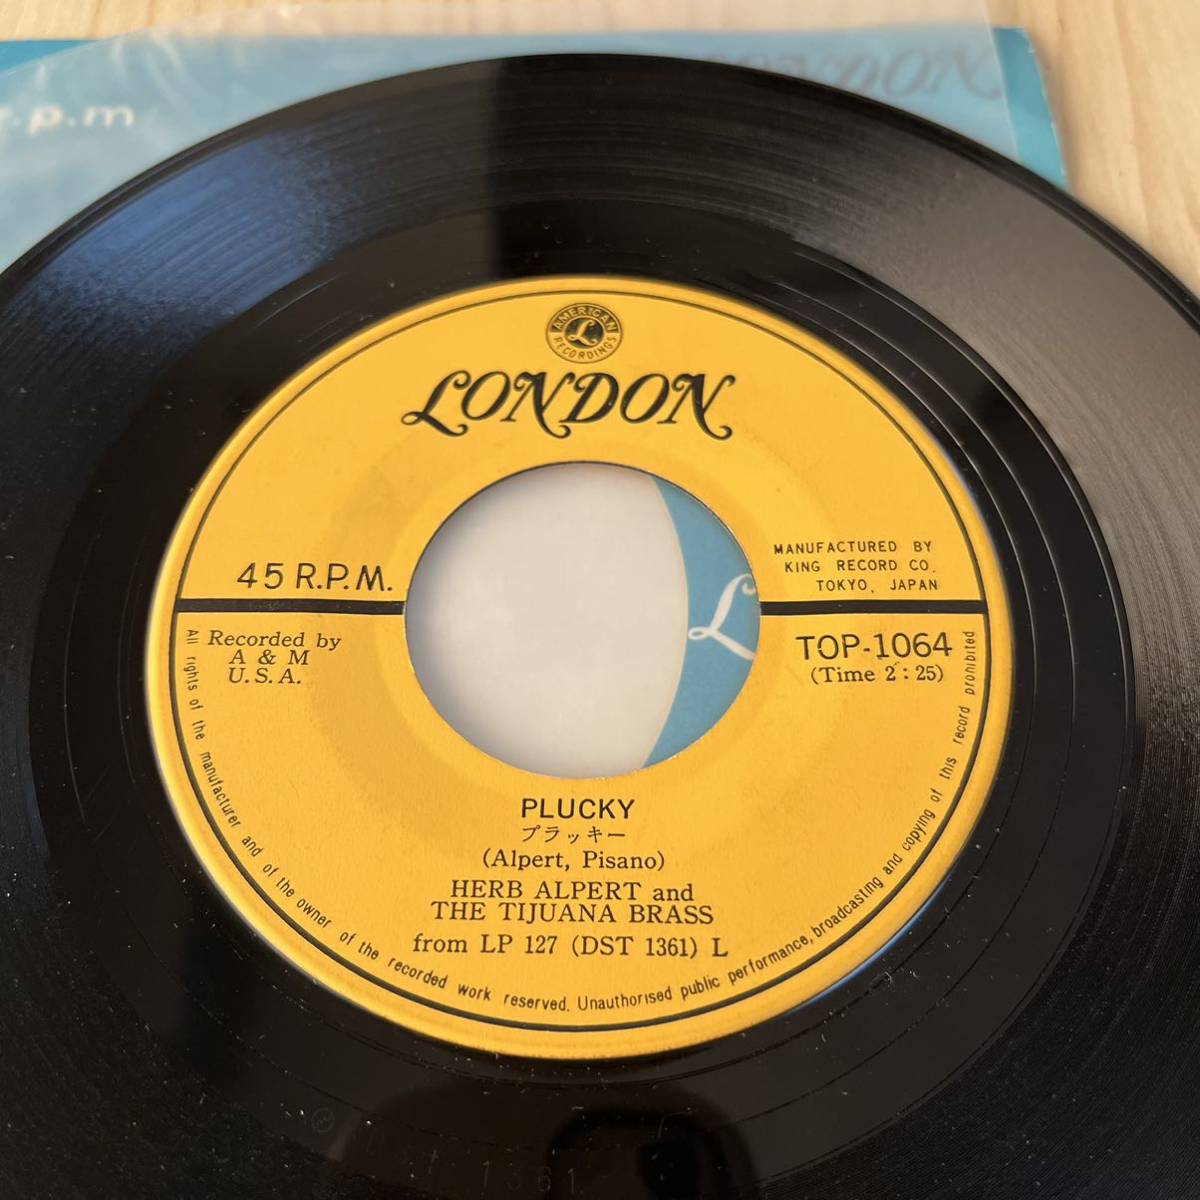 r.p.m
LONDON
AMERICAN
L
RECORDINGS
LONDON
45 R.P.M.
MANUFACTURED BY
KING RECORD CO.
TOKYO, JAPAN
Recorded by
A & M
U.S.A.
TOP-1064
(Time 2:25)
L
PLUCKY
プラッキー
(Alpert, Pisano)
HERB ALPERT and
THE TIJUANA BRASS
from LP 127 (DST 1361) L
All rights of the manufacturer and of the owner of the recorded work reserved. Unauthorised public performance, broadcasting and copying of this record prohibited
1361